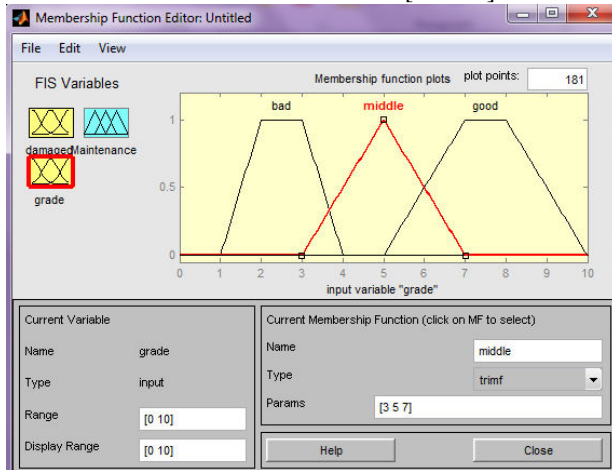 Membership Function Editor: Untitled
File Edit View
FIS Variables
Membership function plots plot points: 181
bad middle good
damaged Maintenance
grade
1
0.5
0
0 1 2 3 4 5 6 7 8 9 10
input variable "grade"
Current Variable
Name grade
Type input
Range [0 10]
Display Range [0 10]
Current Membership Function (click on MF to select)
Name middle
Type trimf
Params [3 5 7]
Help Close